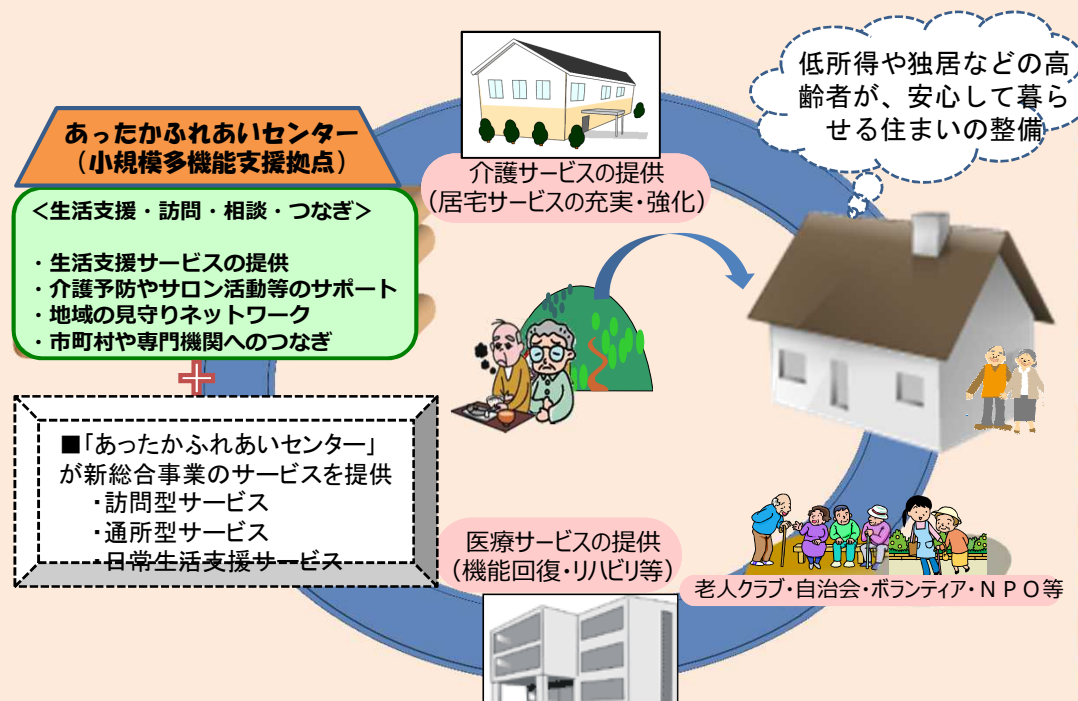 あったかふれあいセンター
（小規模多機能支援拠点）
＜生活支援・訪問・相談・つなぎ＞
・生活支援サービスの提供
・介護予防やサロン活動等のサポート
・地域の見守りネットワーク
・市町村や専門機関へのつなぎ
■「あったかふれあいセンター」
が新総合事業のサービスを提供
・訪問型サービス
・通所型サービス
・日常生活支援サービス
介護サービスの提供
（居宅サービスの充実・強化）
低所得や独居などの高
齢者が、安心して暮ら
せる住まいの整備
医療サービスの提供
（機能回復・リハビリ等）
老人クラブ・自治会・ボランティア・ＮＰＯ等